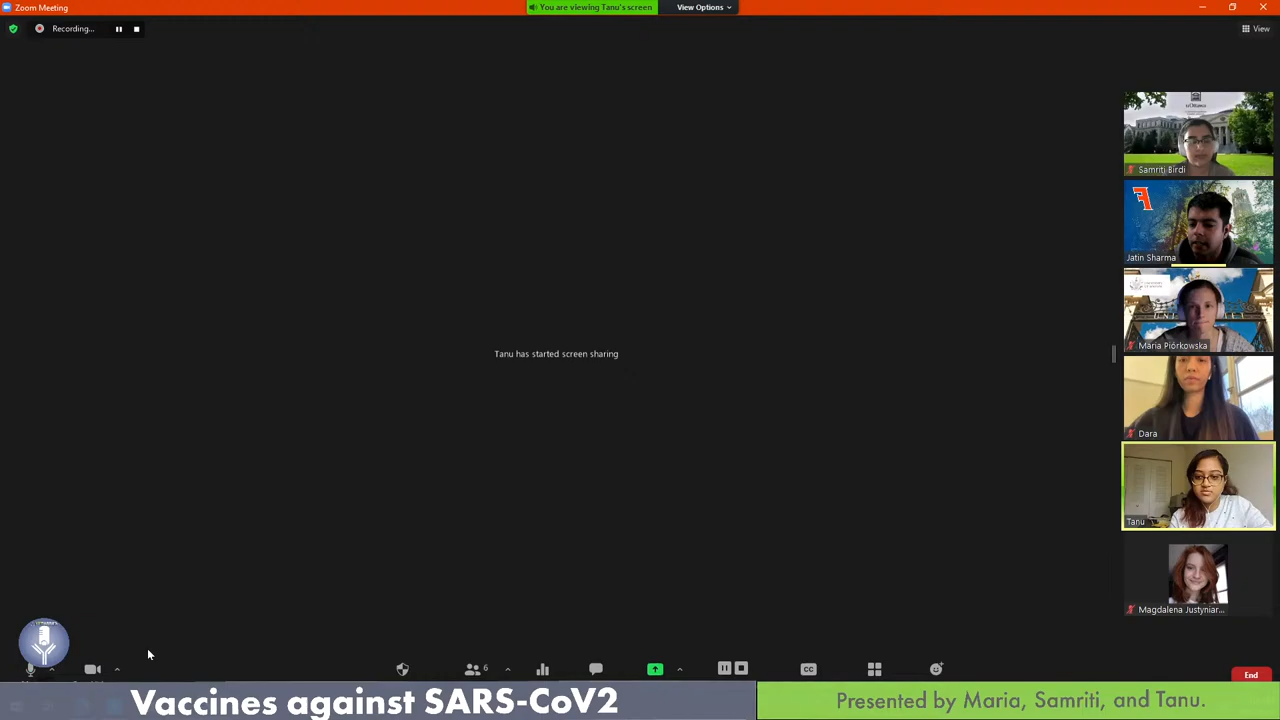 Zoom Meeting
You are viewing Tanu's screen
View Options
Recording...
View
Samriti Birdi
Jatin Sharma
Maria Piórkowska
Dara
Tanu
Magdalena Justyniar...
Tanu has started screen sharing
6
CC
End
Vaccines against SARS-CoV2
Presented by Maria, Samriti, and Tanu.